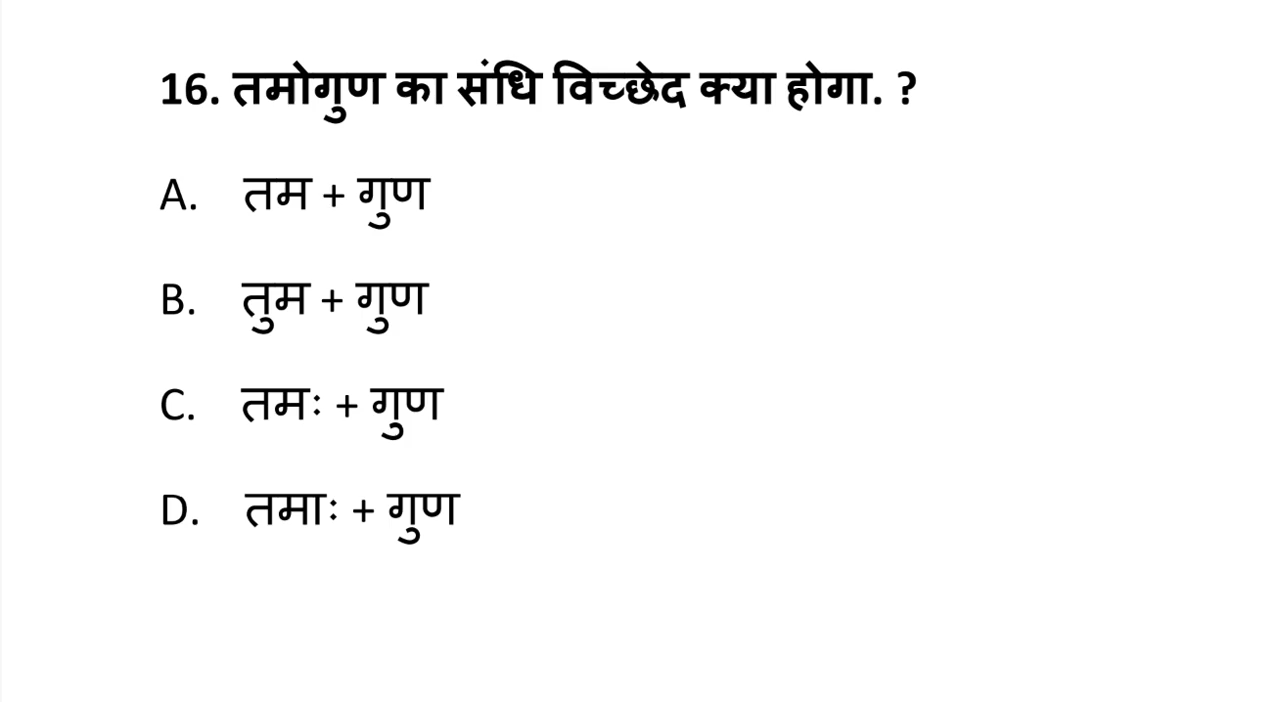 16. तमोगुण का संधि विच्छेद क्या होगा. ?
A. तम + गुण
B. तुम + गुण
C. तमः + गुण
D. तमाः + गुण